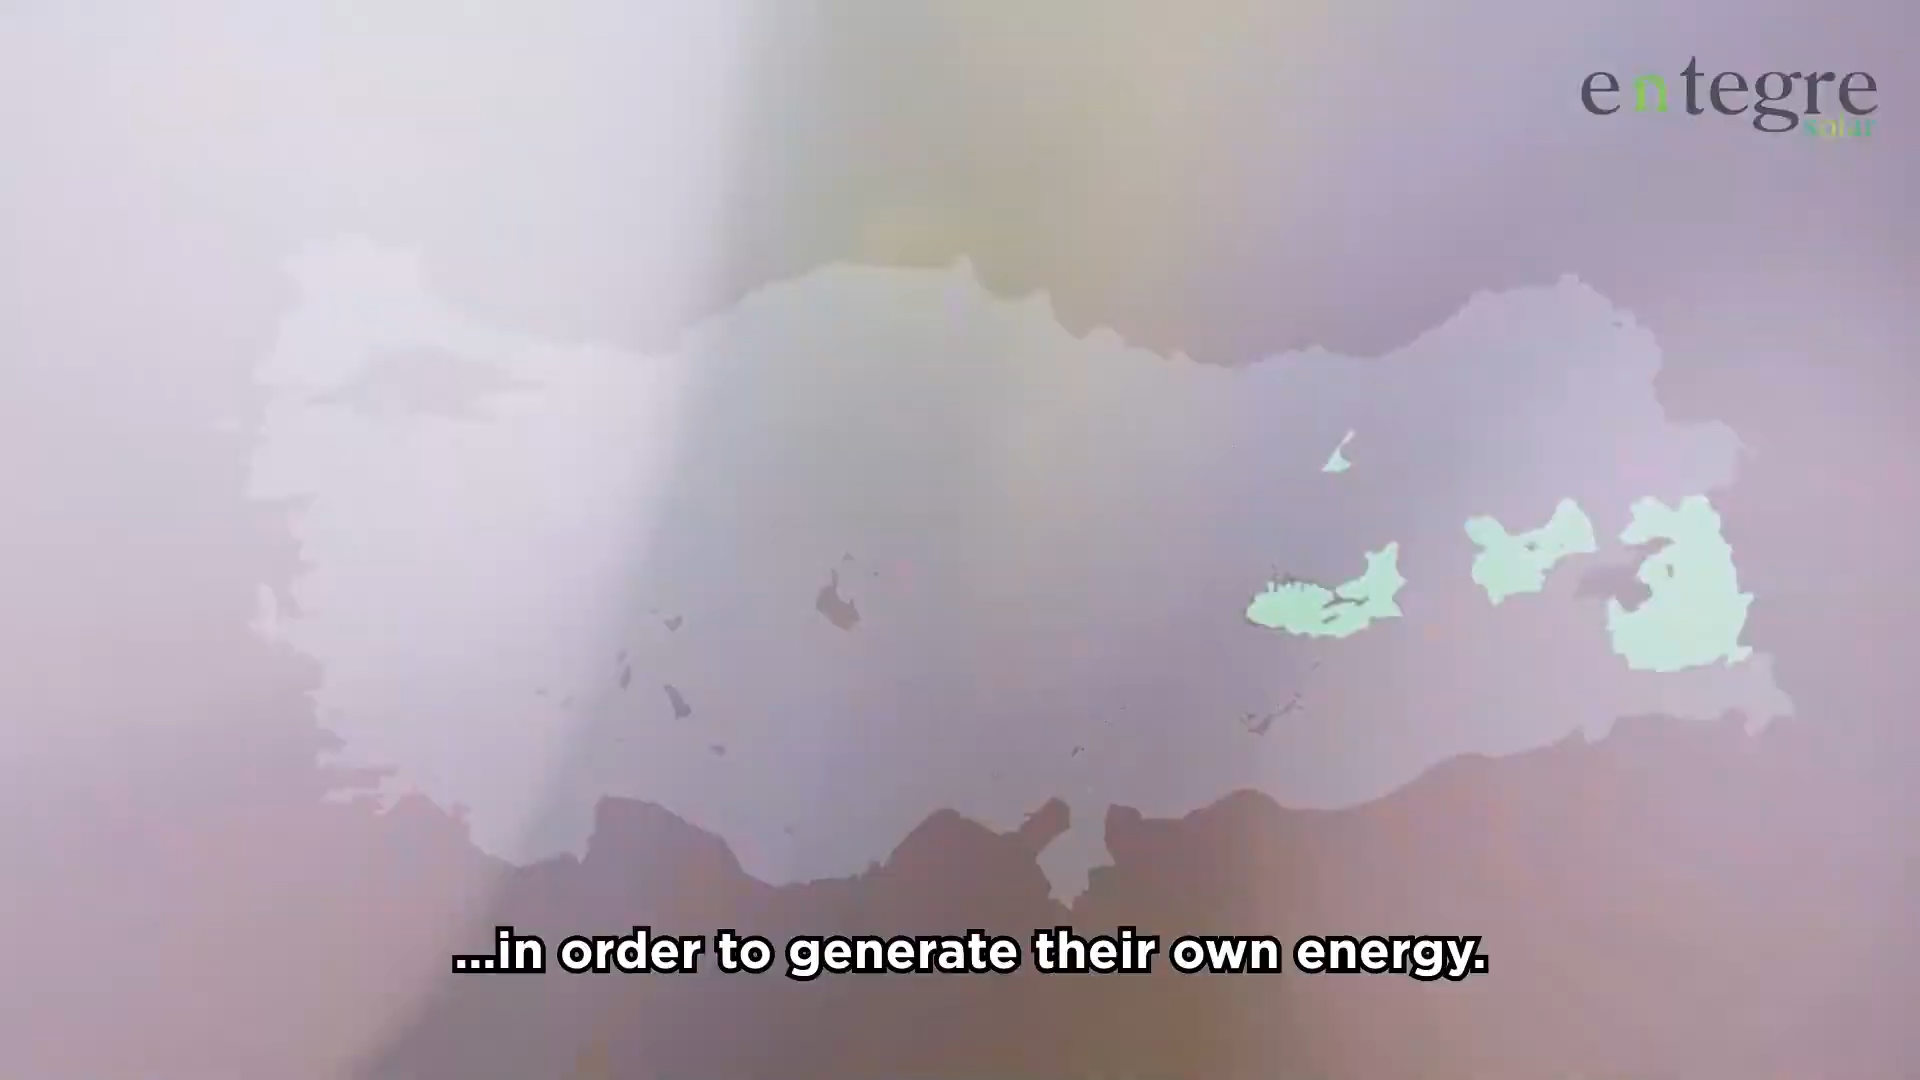 entegre
solar
...in order to generate their own energy.